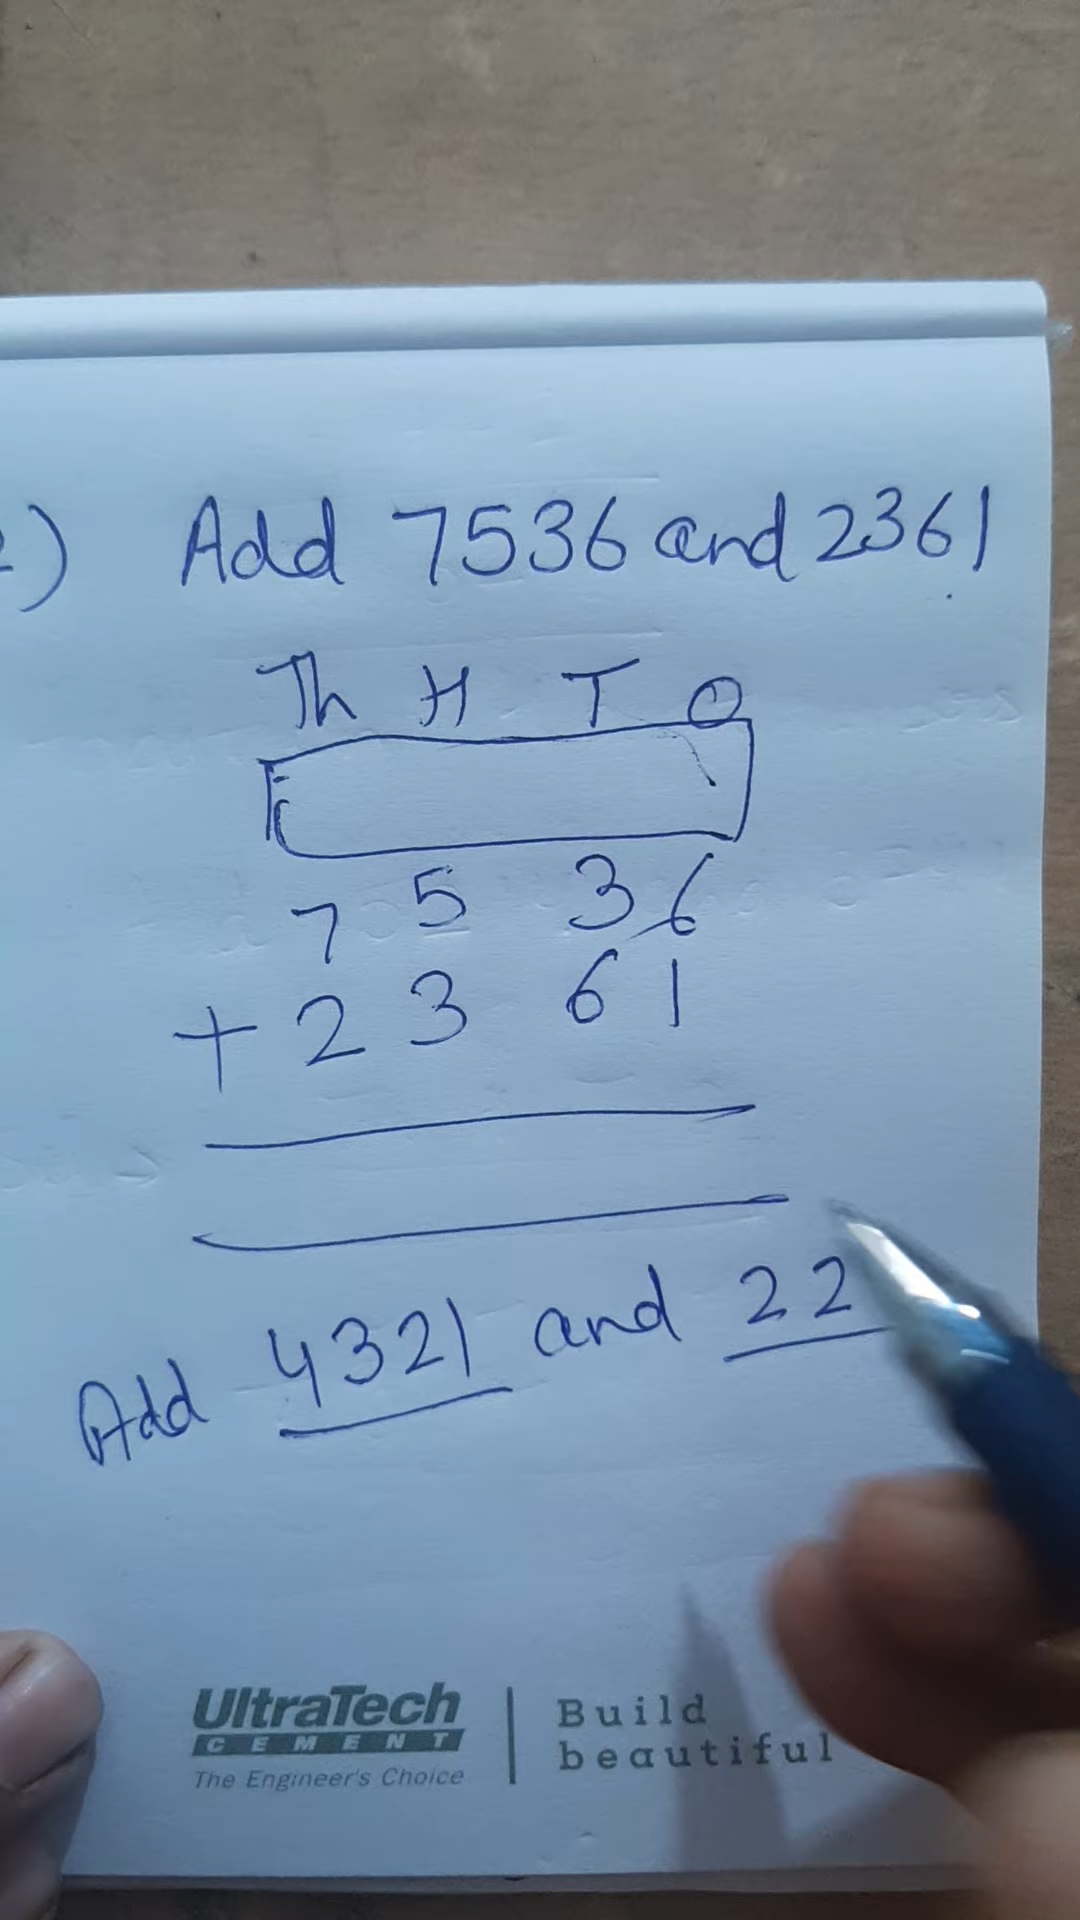 ) Add 7536 and 2361
Th H T O
7 5 3 6
+ 2 3 6 1
Add 4321 and 22
UltraTech
CEMENT
The Engineer's Choice
Build
beautiful